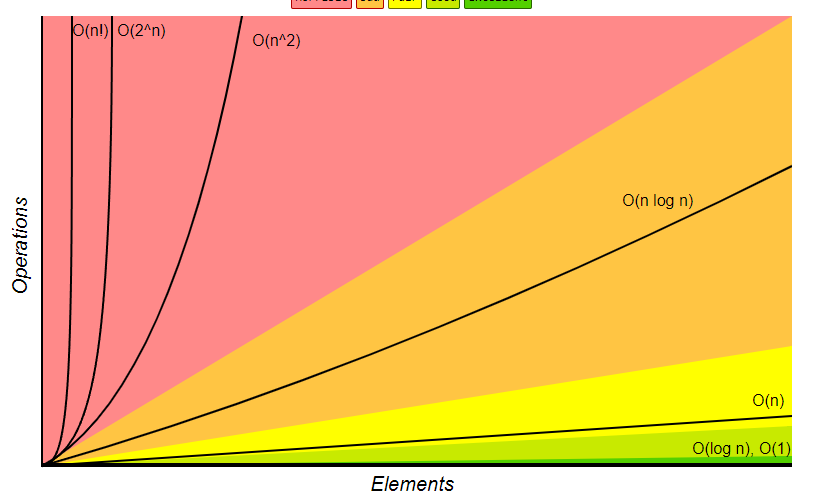 O(n!) O(2^n)
O(n^2)
O(n log n)
O(n)
O(log n), O(1)
Operations
Elements